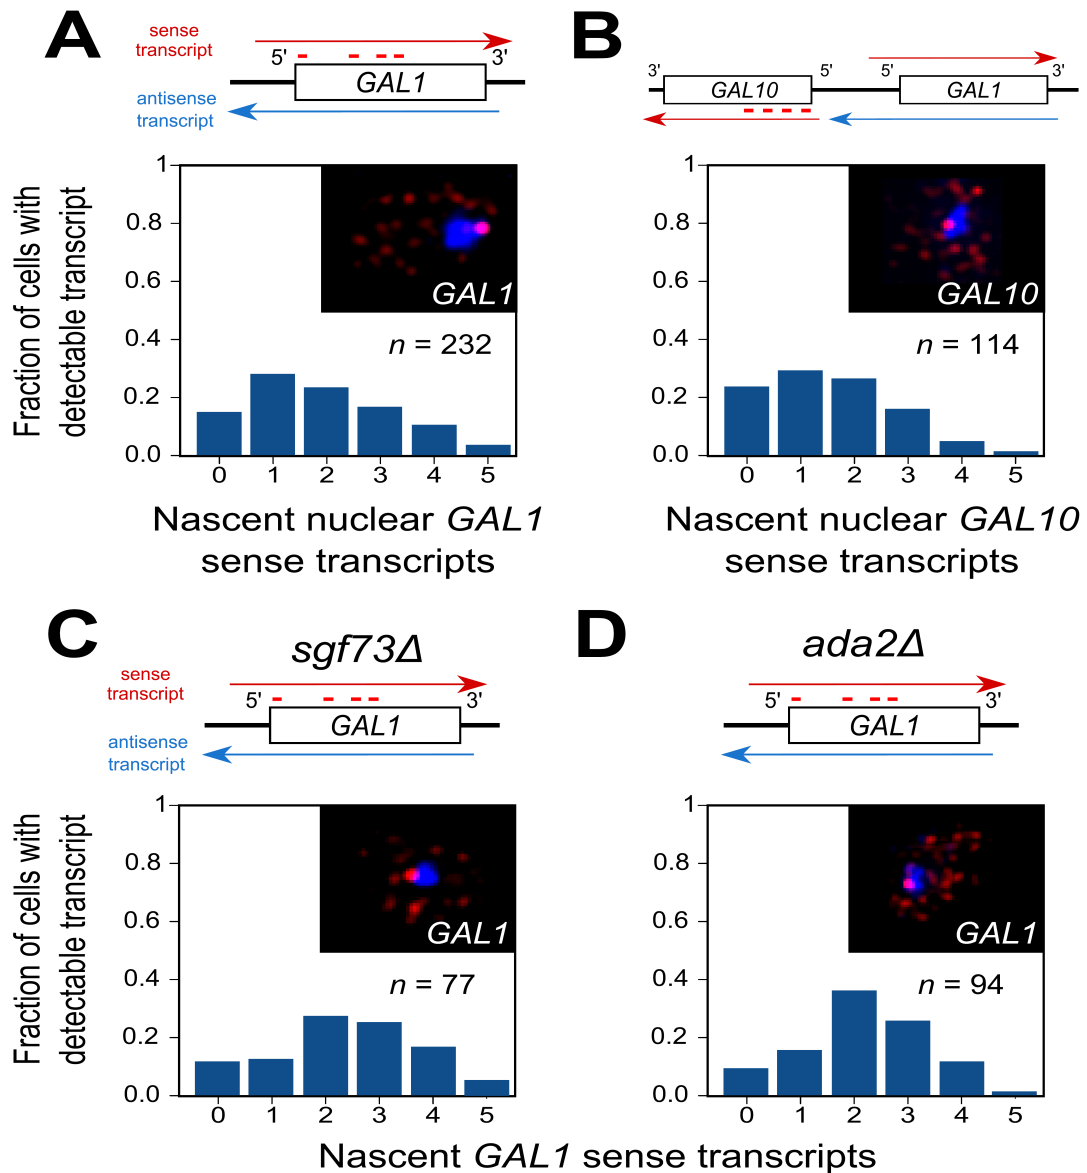 A
sense
transcript
5'
3'
GAL1
antisense
transcript
Fraction of cells with
detectable transcript
1
0.8
0.6
0.4
0.2
0.0
GAL1
n = 232
0 1 2 3 4 5
Nascent nuclear GAL1
sense transcripts
B
3'
5'
5'
3'
GAL10
GAL1
1
0.8
0.6
0.4
0.2
0.0
GAL10
n = 114
0 1 2 3 4 5
Nascent nuclear GAL10
sense transcripts
C
sgf73Δ
sense
transcript
5'
3'
GAL1
antisense
transcript
Fraction of cells with
detectable transcript
1
0.8
0.6
0.4
0.2
0.0
GAL1
n = 77
0 1 2 3 4 5
D
ada2Δ
5'
3'
GAL1
1
0.8
0.6
0.4
0.2
0.0
GAL1
n = 94
0 1 2 3 4 5
Nascent GAL1 sense transcripts